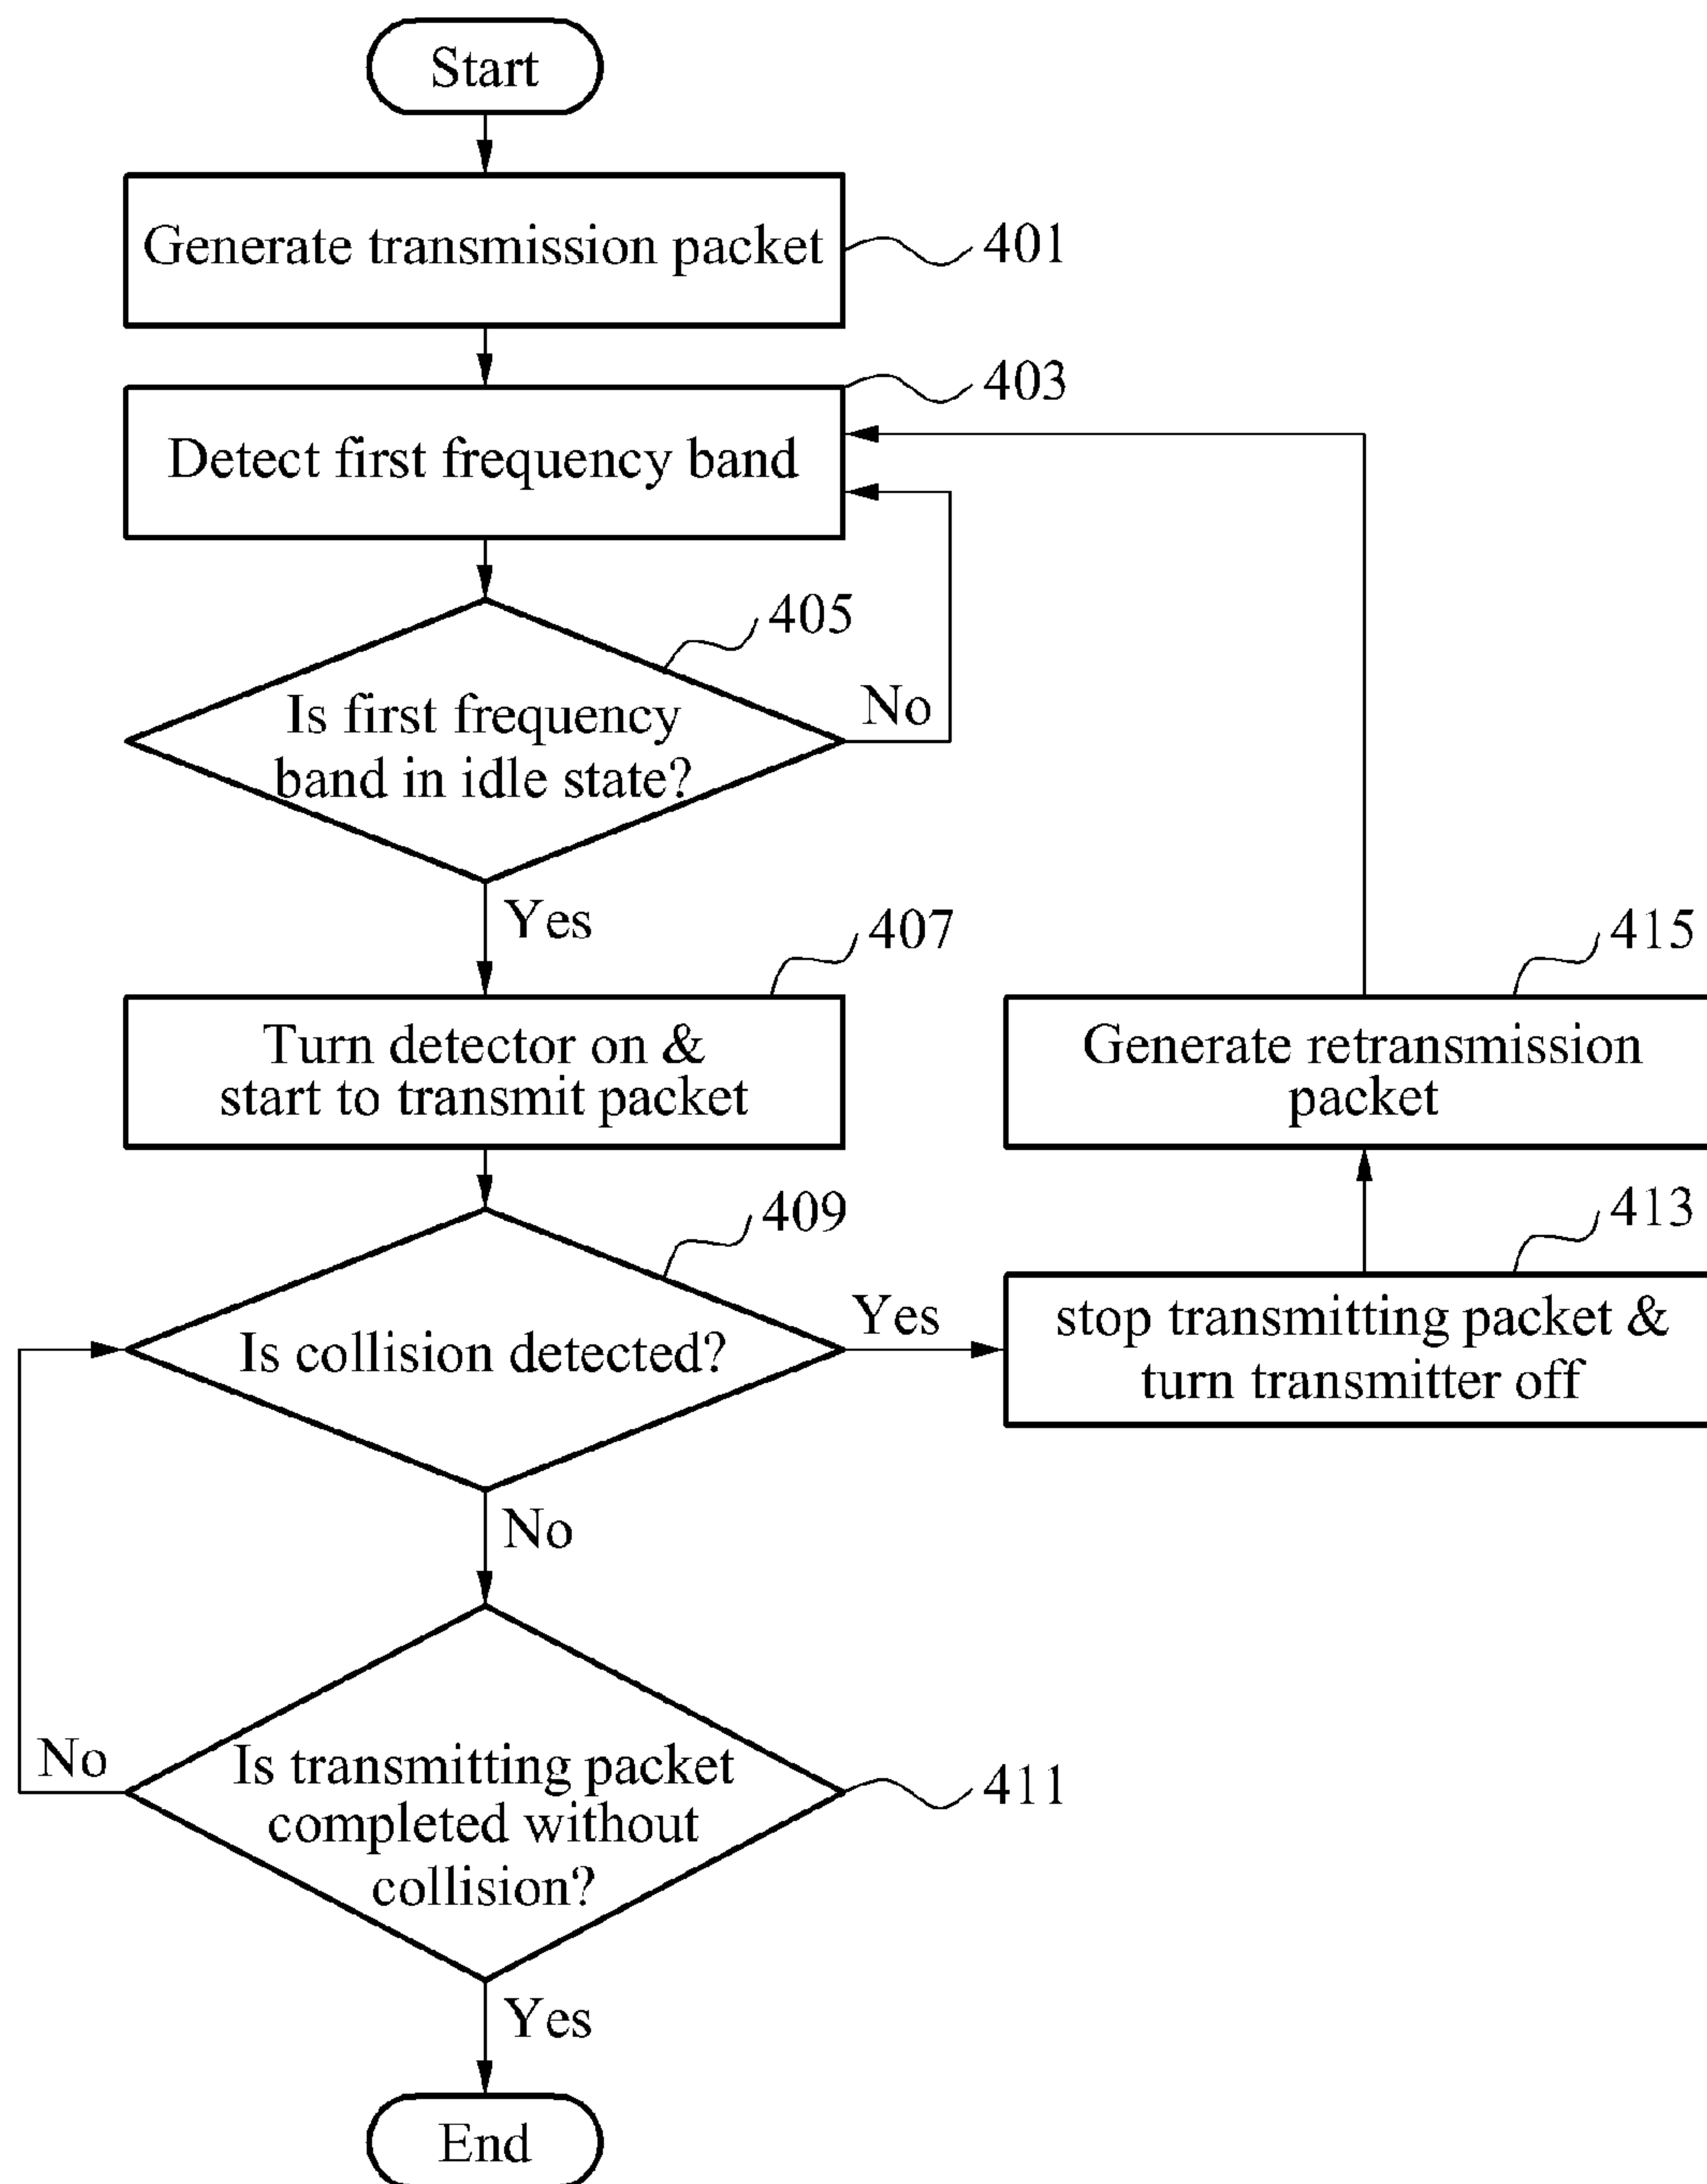 Start
Generate transmission packet
401
403
Detect first frequency band
405
Is first frequency
band in idle state?
No
Yes
407
415
Turn detector on &
start to transmit packet
Generate retransmission
packet
409
413
Is collision detected?
Yes
stop transmitting packet &
turn transmitter off
No
No
Is transmitting packet
completed without
collision?
411
Yes
End